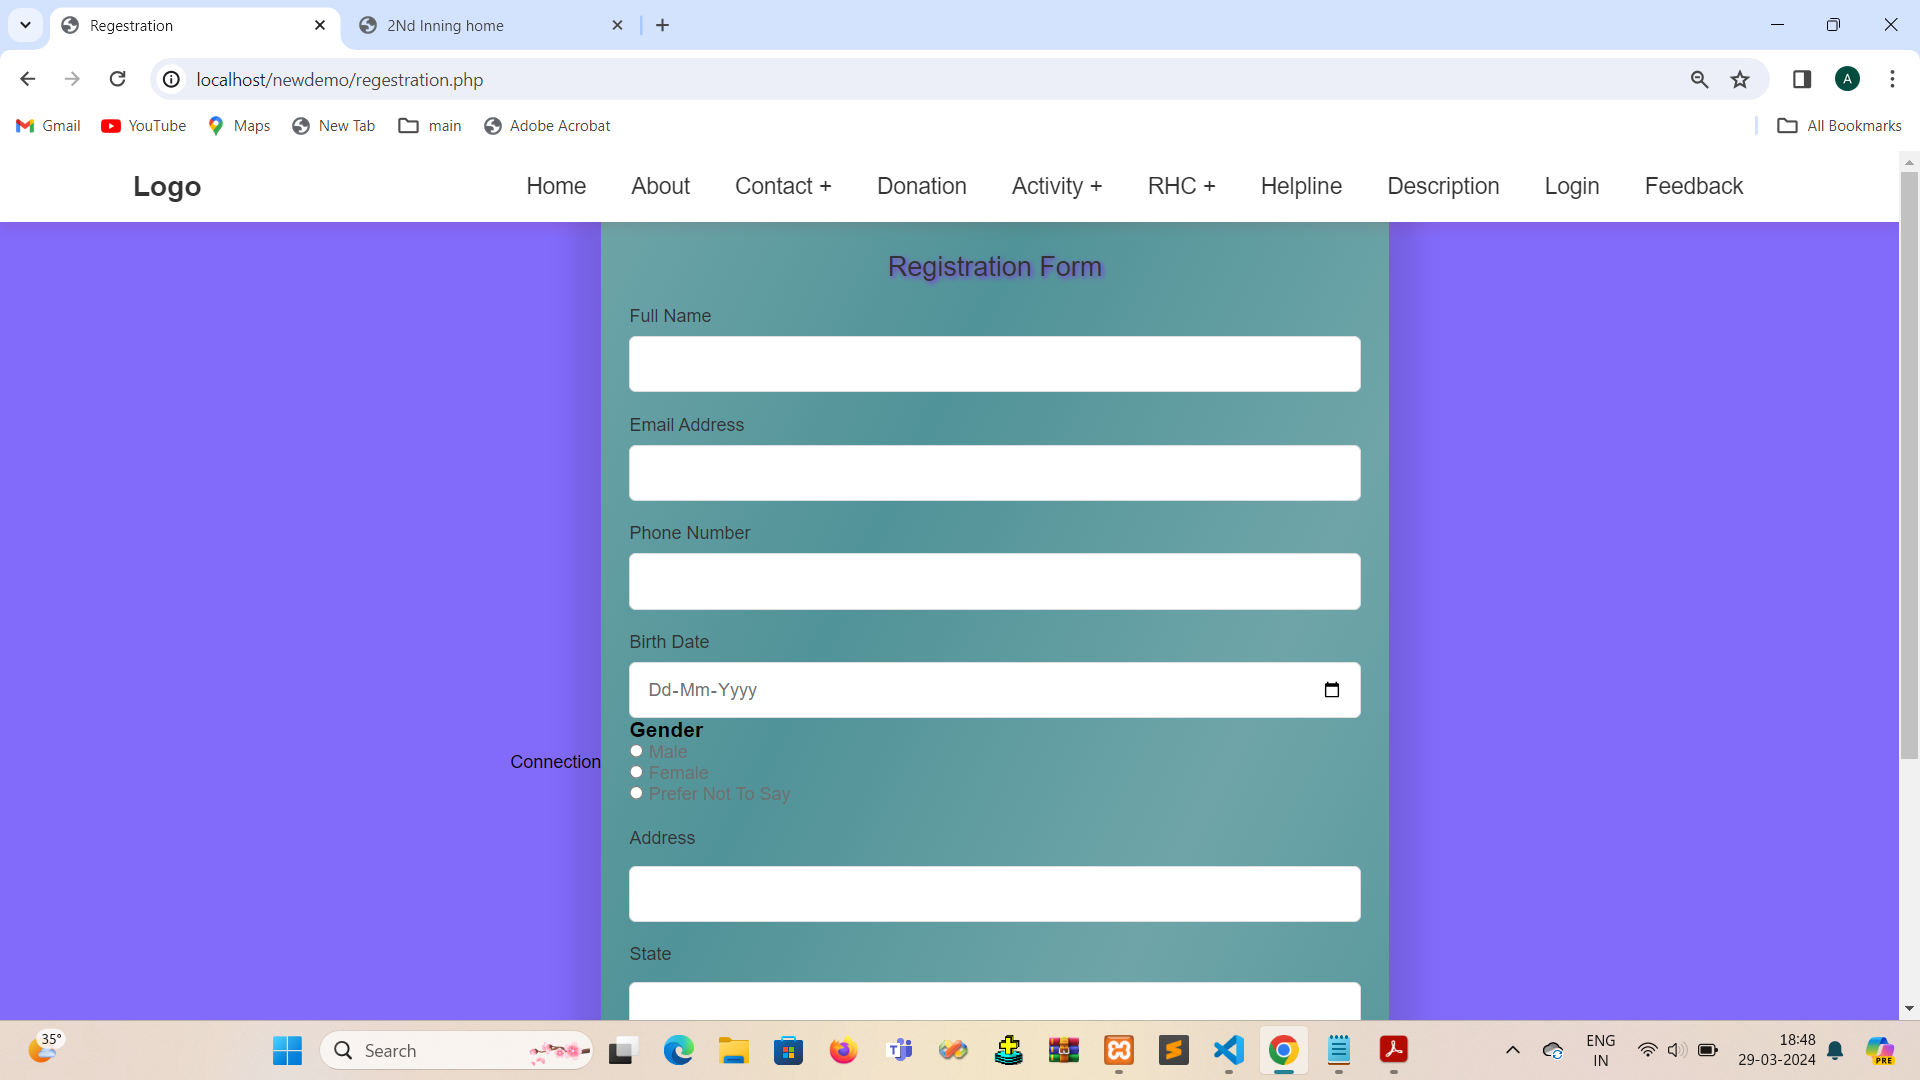 Regestration
2Nd Inning home
localhost/newdemo/regestration.php
A
Gmail
YouTube
Maps
New Tab
main
Adobe Acrobat
All Bookmarks
Logo
Home
About
Contact +
Donation
Activity +
RHC +
Helpline
Description
Login
Feedback
Registration Form
Full Name
Email Address
Phone Number
Birth Date
Dd-Mm-Yyyy
Gender
Male
Connection
Female
Prefer Not To Say
Address
State
35°
Search
ENG
IN
18:48
29-03-2024
PRE